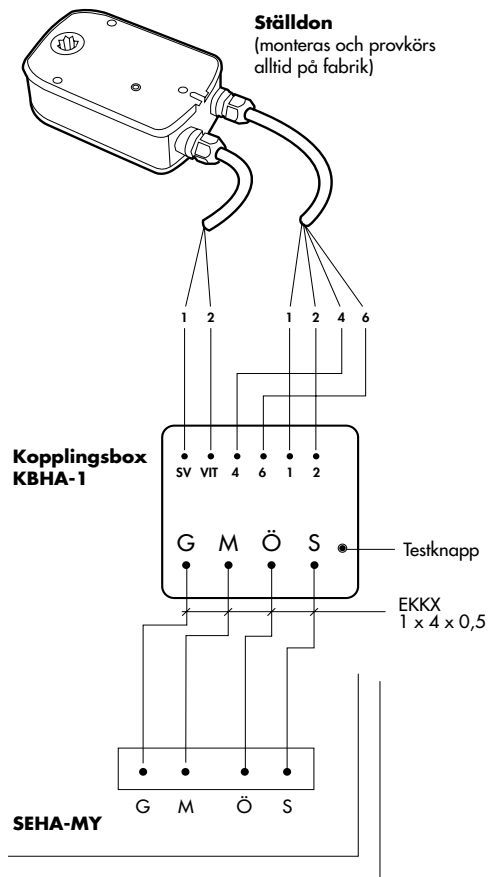 Ställdon
(monteras och provkörs
alltid på fabrik)
1 2 1 2 4 6
Kopplingsbox
KBHA-1
SV VIT 4 6 1 2
G M Ö S
Testknapp
EKKX
1 x 4 x 0,5
G M Ö S
SEHA-MY